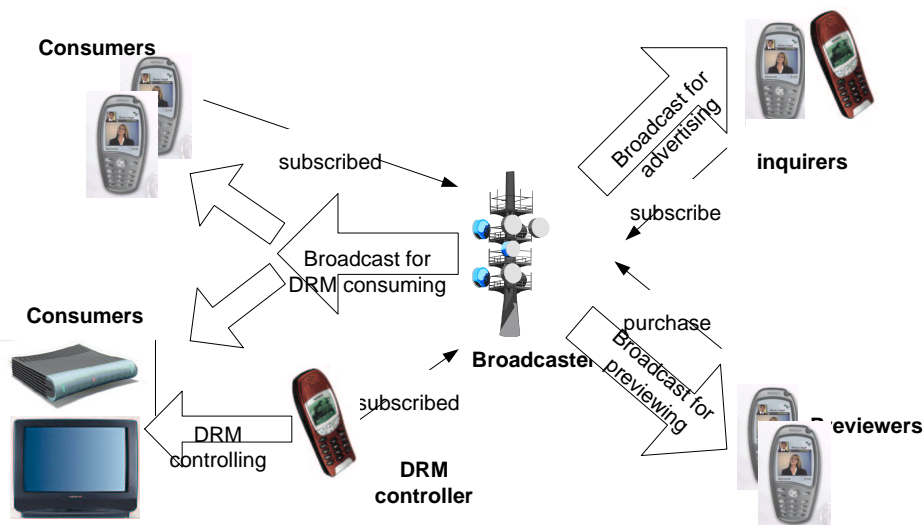 Consumers
subscribed
Broadcast for
DRM consuming
Consumers
DRM
controlling
subscribed
DRM
controller
Broadcaster
Broadcast for
advertising
inquirers
subscribe
purchase
Broadcast for
previewing
Previewers